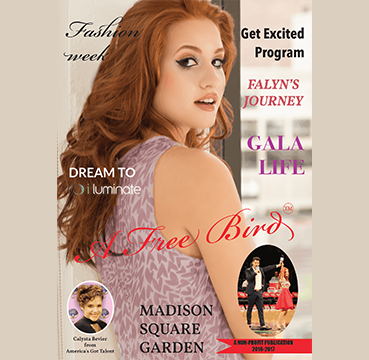 Fashion
week
Get Excited
Program
FALYN'S
JOURNEY
GALA
LIFE
DREAM TO
iluminate
A Free Bird
TM
Calysta Bevier
from
America's Got Talent
MADISON
SQUARE
GARDEN
A NON-PROFIT PUBLICATION
2016-2017